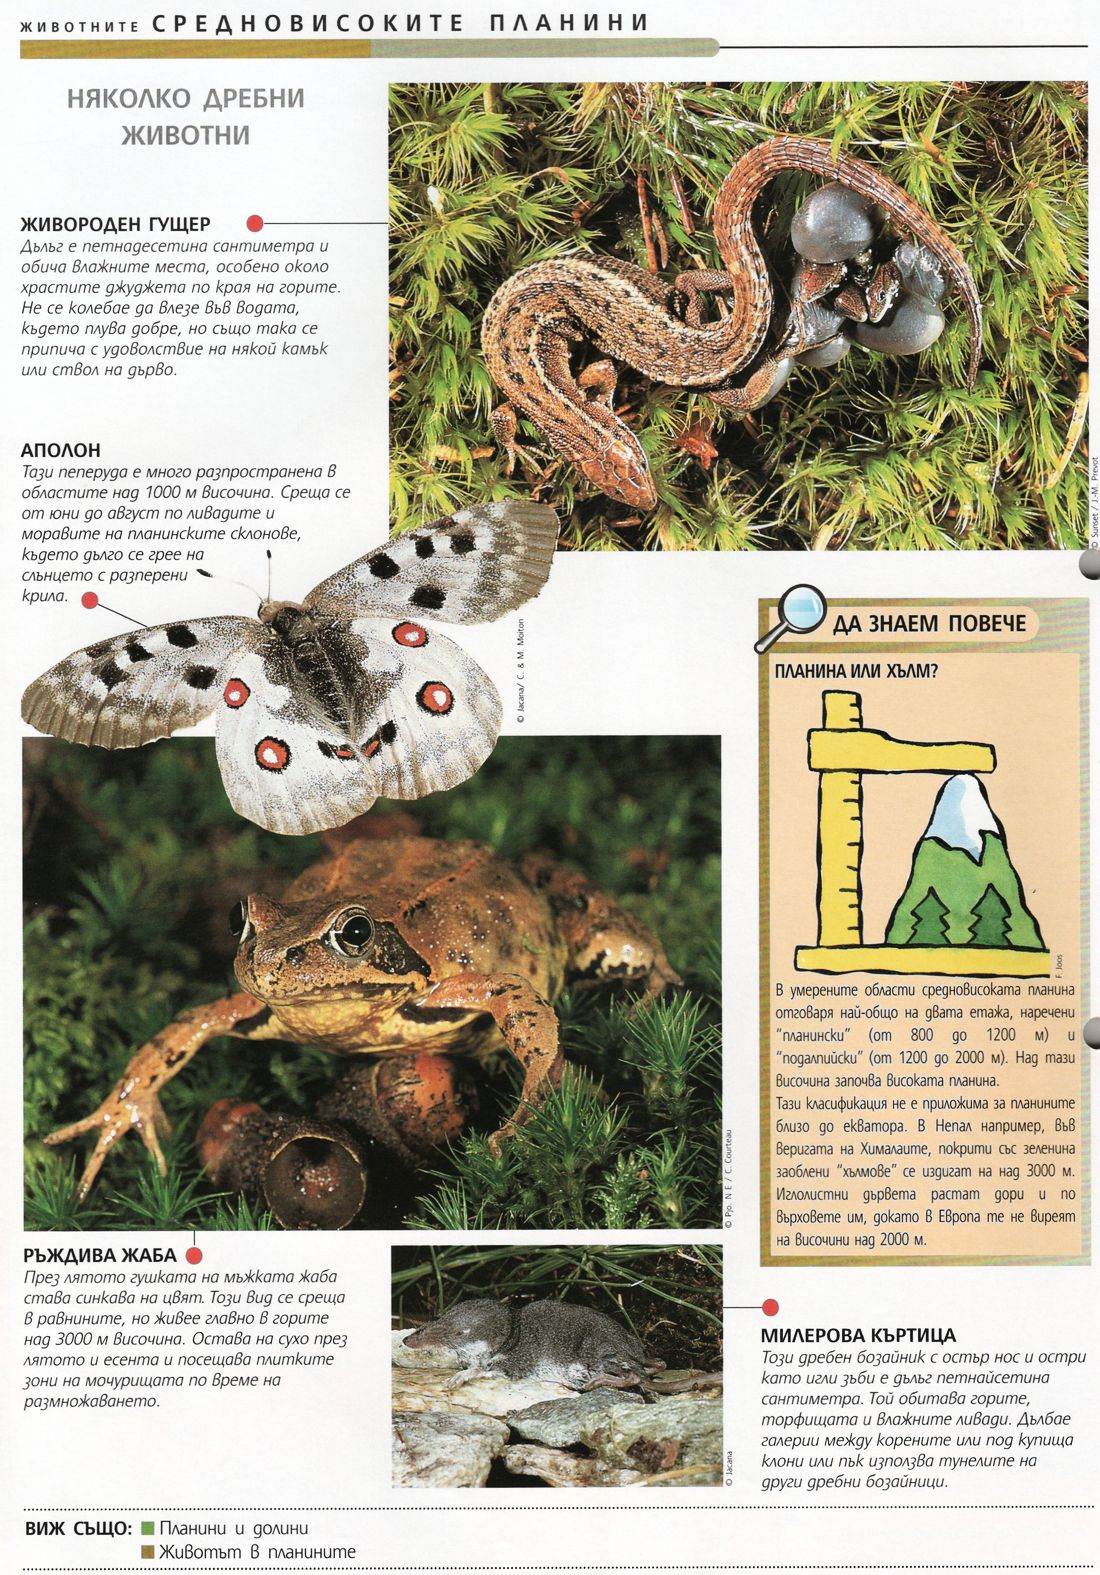 ЖИВОТНИТЕ СРЕДНОВИСОКИТЕ ПЛАНИНИ
НЯКОЛКО ДРЕБНИ
ЖИВОТНИ
ЖИВОРОДЕН ГУЩЕР
Дълъг е петнадесетина сантиметра и
обича влажните места, особено около
храстите джуджета по края на горите.
Не се колебае да влезе във водата,
където плува добре, но също така се
припича с удоволствие на някой камък
или ствол на дърво.
© Sunset / J.-M. Prevot
АПОЛОН
Тази пеперуда е много разпространена в
областите над 1000 м височина. Среща се
от юни до август по ливадите и
моравите на планинските склонове,
където дълго се грее на
слънцето с разперени
крила.
© Jacana/ C. & M. Moiton
ДА ЗНАЕМ ПОВЕЧЕ
ПЛАНИНА ИЛИ ХЪЛМ?
F. Joos
В умерените области средновисоката планина
отговаря най-общо на двата етажа, наречени
"планински" (от 800 до 1200 м) и
"подалпийски" (от 1200 до 2000 м). Над тази
височина започва високата планина.
Тази класификация не е приложима за планините
близо до екватора. В Непал например, във
веригата на Хималаите, покрити със зеленина
заоблени "хълмове" се издигат на над 3000 м.
Иглолистни дървета растат дори и по
върховете им, докато в Европа те не виреят
на височини над 2000 м.
© Pjo. N E / C. Courteau
РЪЖДИВА ЖАБА
През лятото гушката на мъжката жаба
става синкава на цвят. Този вид се среща
в равнините, но живее главно в горите
над 3000 м височина. Остава на сухо през
лятото и есента и посещава плитките
зони на мочурищата по време на
размножаването.
© Jacana
МИЛЕРОВА КЪРТИЦА
Този дребен бозайник с остър нос и остри
като игли зъби е дълъг петнайсетина
сантиметра. Той обитава горите,
торфищата и влажните ливади. Дълбае
галерии между корените или под купища
клони или пък използва тунелите на
други дребни бозайници.
ВИЖ СЪЩО: Планини и долини
Животът в планините